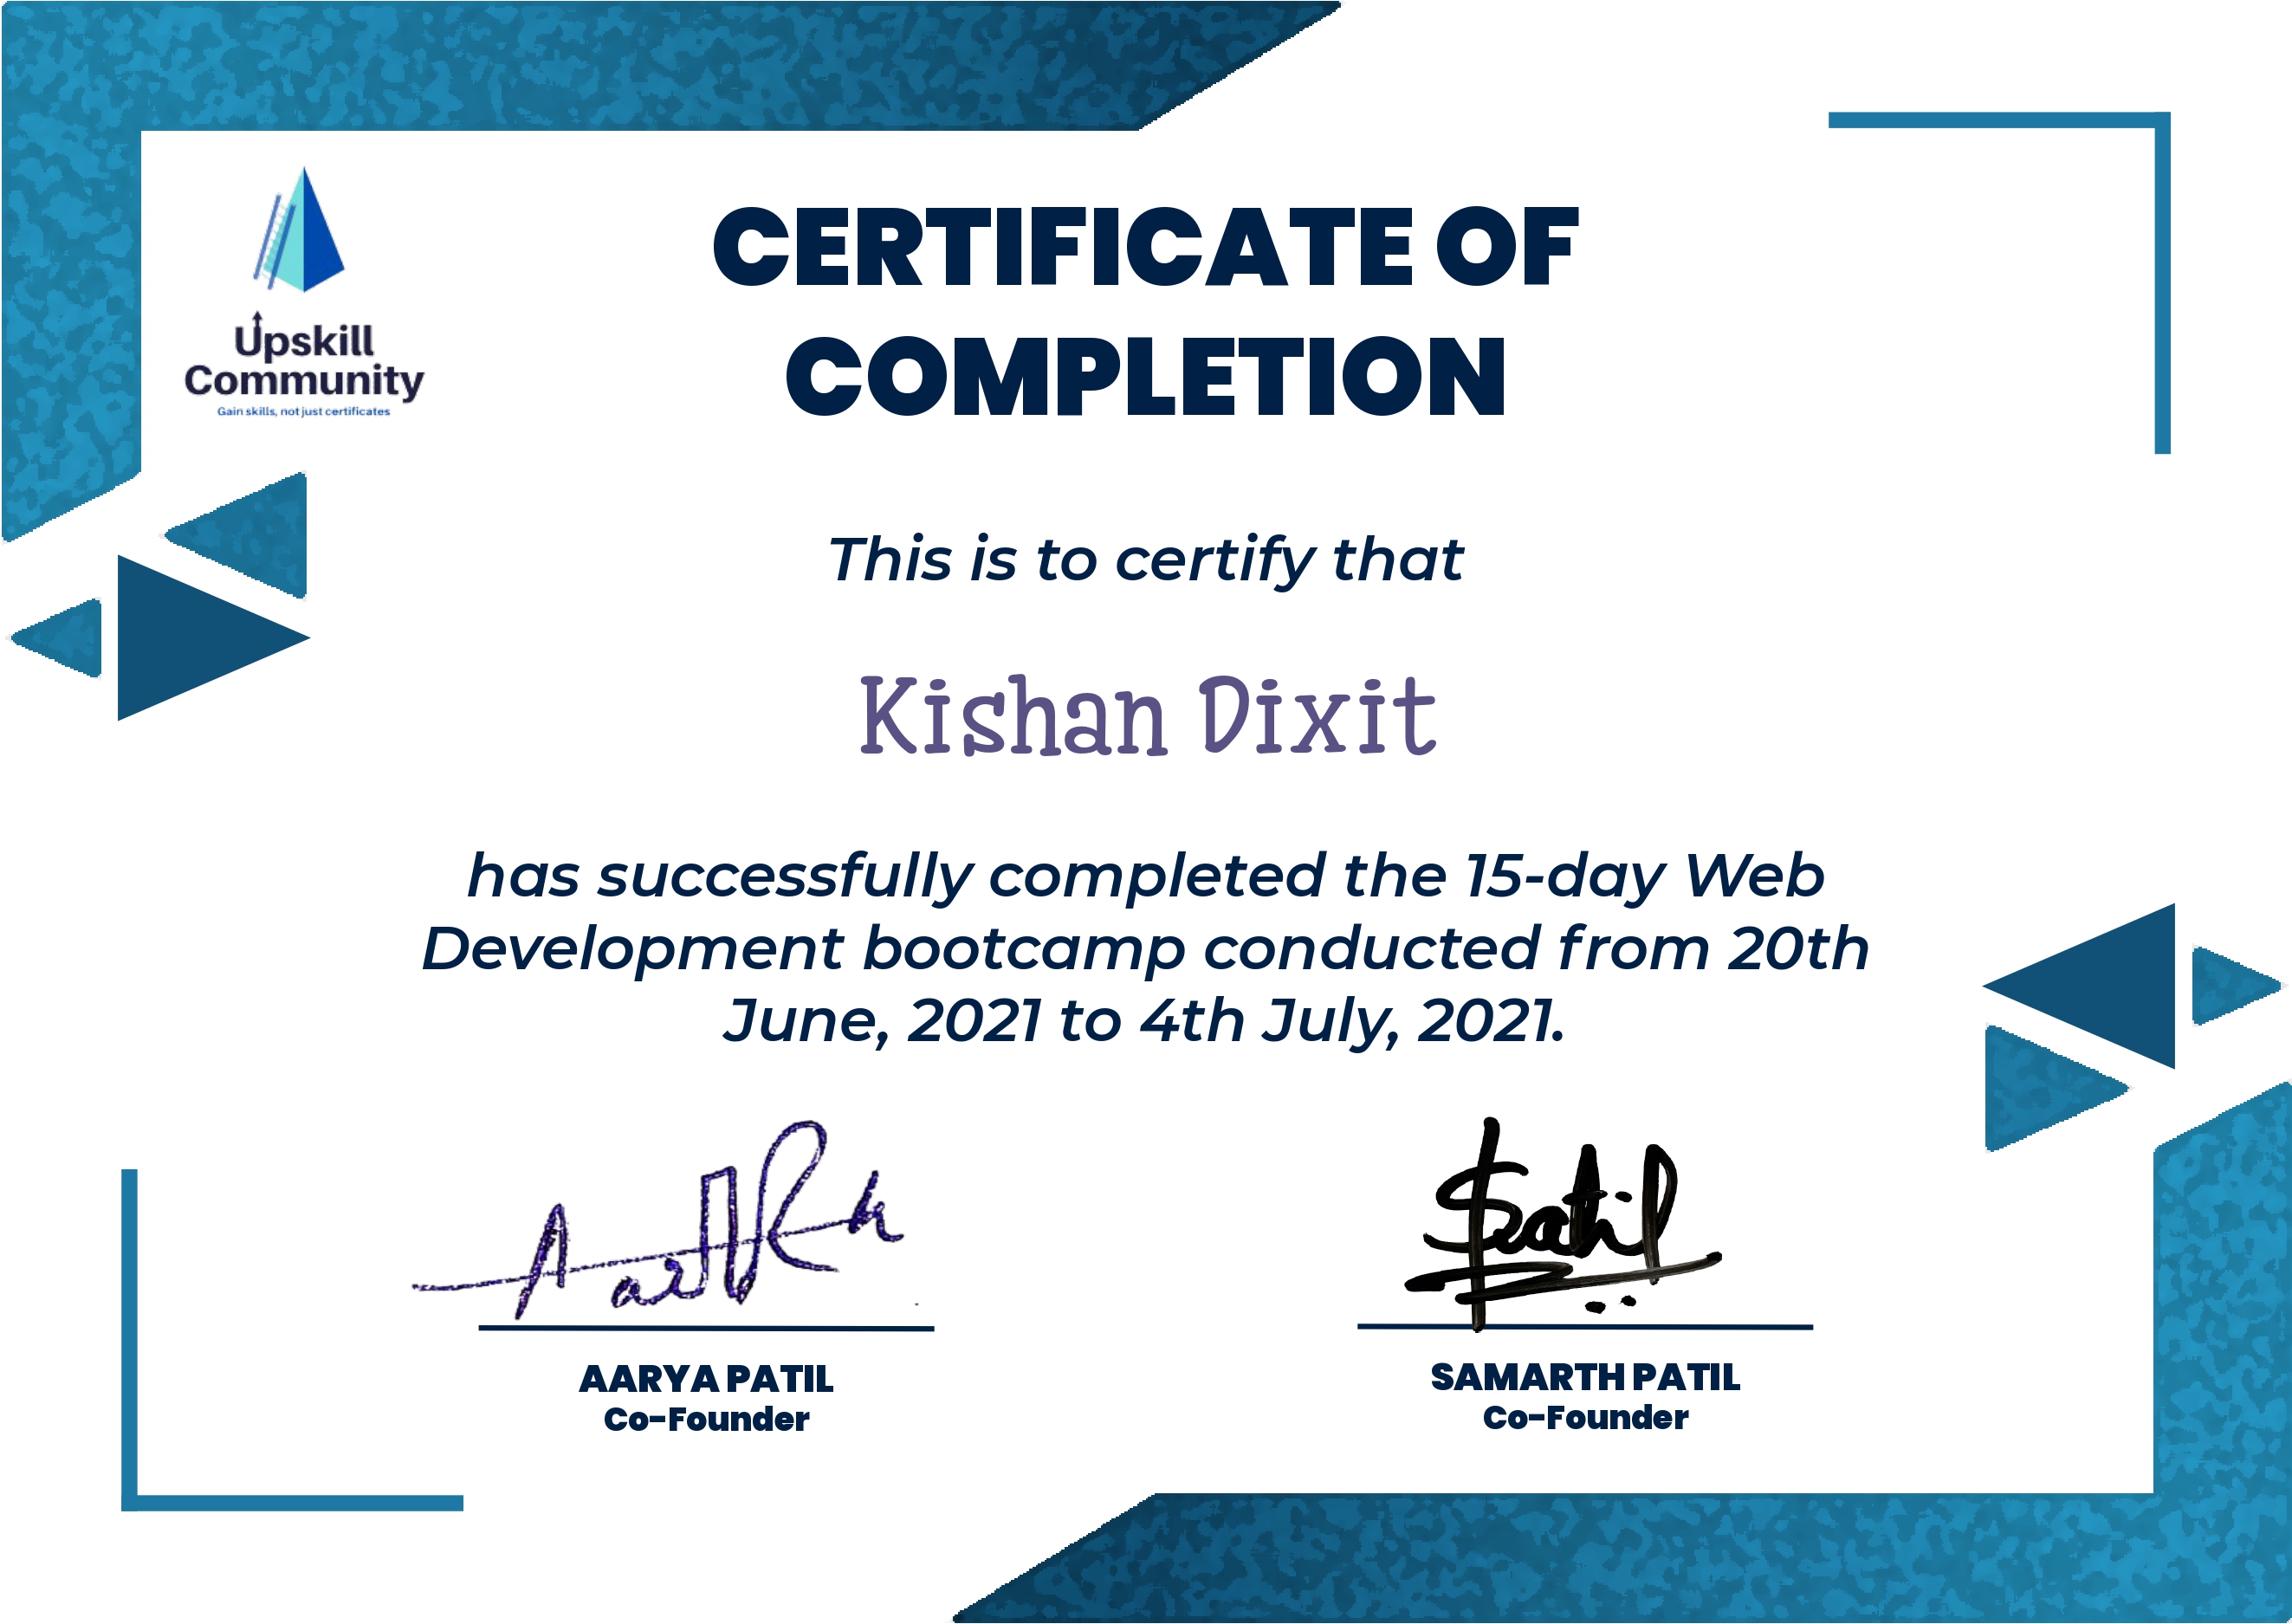 Upskill
Community
Gain skills, not just certificates
CERTIFICATE OF
COMPLETION
This is to certify that
Kishan Dixit
has successfully completed the 15-day Web
Development bootcamp conducted from 20th
June, 2021 to 4th July, 2021.
Spatil
AARYA PATIL
Co-Founder
SAMARTH PATIL
Co-Founder